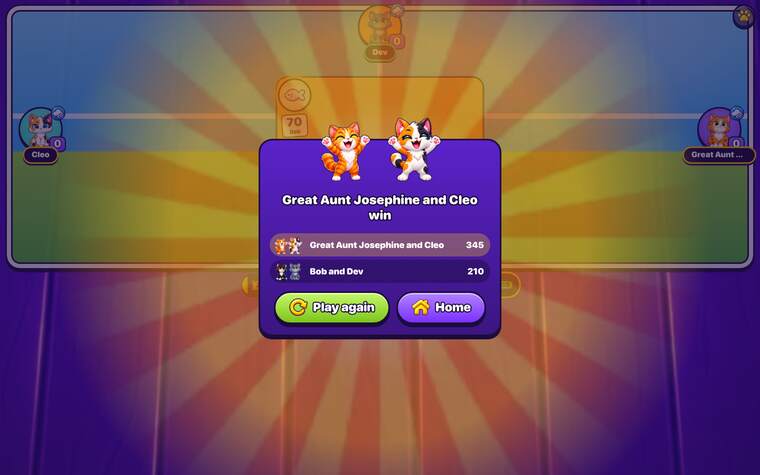 Dev
0
70
Cleo
0
Great Aunt ...
0
Great Aunt Josephine and Cleo
win
Great Aunt Josephine and Cleo 345
Bob and Dev 210
Play again
Home